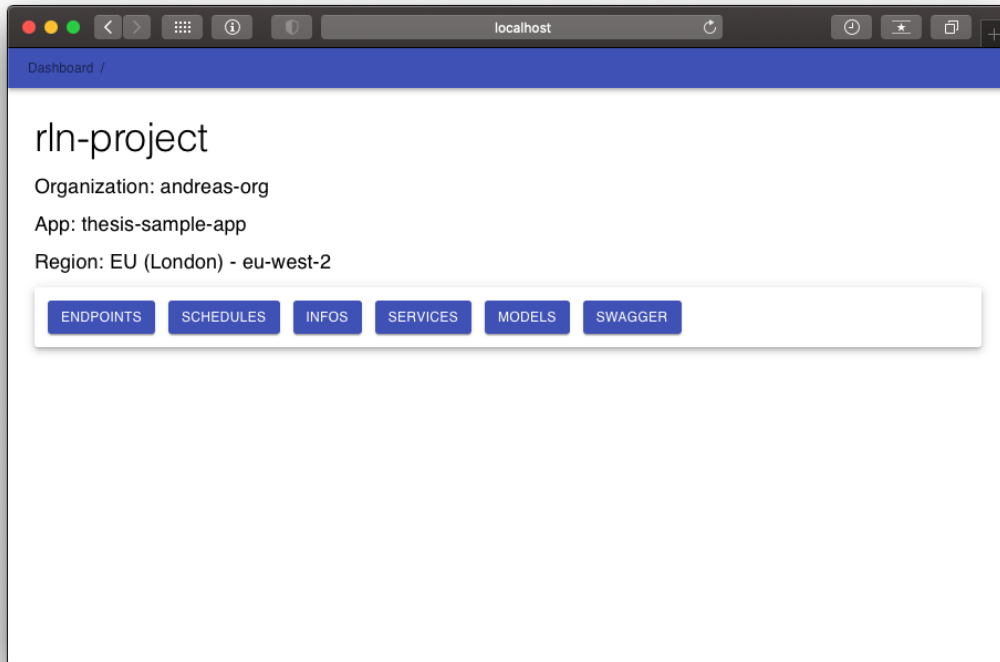 localhost
Dashboard /
rln-project
Organization: andreas-org
App: thesis-sample-app
Region: EU (London) - eu-west-2
ENDPOINTS SCHEDULES INFOS SERVICES MODELS SWAGGER